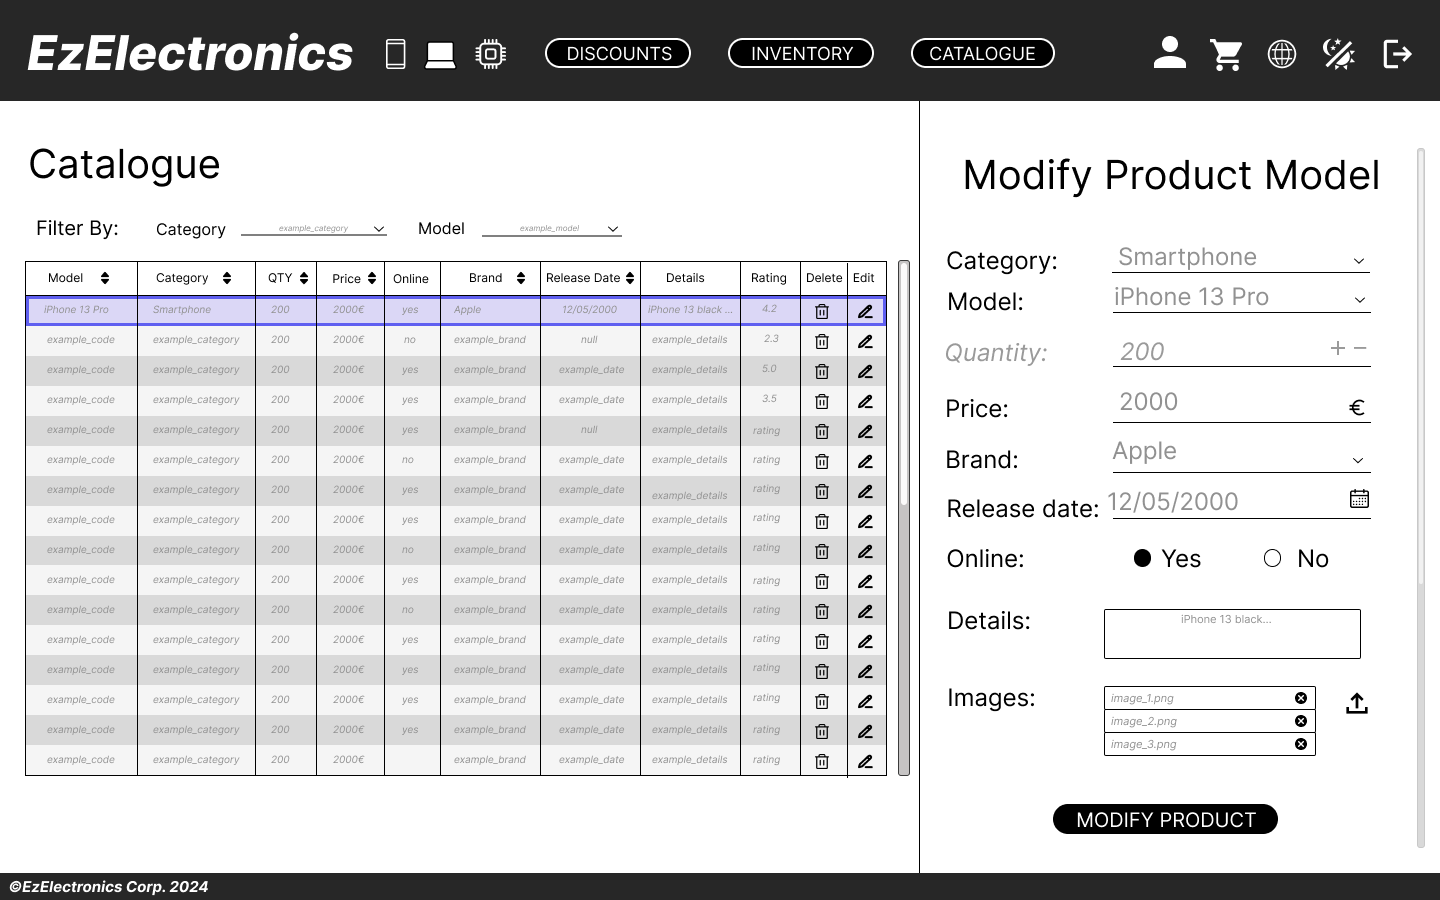 EzElectronics DISCOUNTS INVENTORY CATALOGUE
Catalogue
Filter By: Category example_category Model example_model
Model Category QTY Price Online Brand Release Date Details Rating Delete Edit
iPhone 13 Pro Smartphone 200 2000€ yes Apple 12/05/2000 iPhone 13 black ... 4.2
example_code example_category 200 2000€ no example_brand null example_details 2.3
example_code example_category 200 2000€ yes example_brand example_date example_details 5.0
example_code example_category 200 2000€ yes example_brand example_date example_details 3.5
example_code example_category 200 2000€ yes example_brand null example_details rating
example_code example_category 200 2000€ no example_brand example_date example_details rating
example_code example_category 200 2000€ yes example_brand example_date example_details rating
example_code example_category 200 2000€ yes example_brand example_date example_details rating
example_code example_category 200 2000€ no example_brand example_date example_details rating
example_code example_category 200 2000€ yes example_brand example_date example_details rating
example_code example_category 200 2000€ no example_brand example_date example_details rating
example_code example_category 200 2000€ yes example_brand example_date example_details rating
example_code example_category 200 2000€ yes example_brand example_date example_details rating
example_code example_category 200 2000€ yes example_brand example_date example_details rating
example_code example_category 200 2000€ yes example_brand example_date example_details rating
example_code example_category 200 2000€ example_brand example_date example_details rating
Modify Product Model
Category: Smartphone
Model: iPhone 13 Pro
Quantity: 200 + −
Price: 2000 €
Brand: Apple
Release date: 12/05/2000
Online: Yes No
Details: iPhone 13 black...
Images: image_1.png
image_2.png
image_3.png
MODIFY PRODUCT
©EzElectronics Corp. 2024